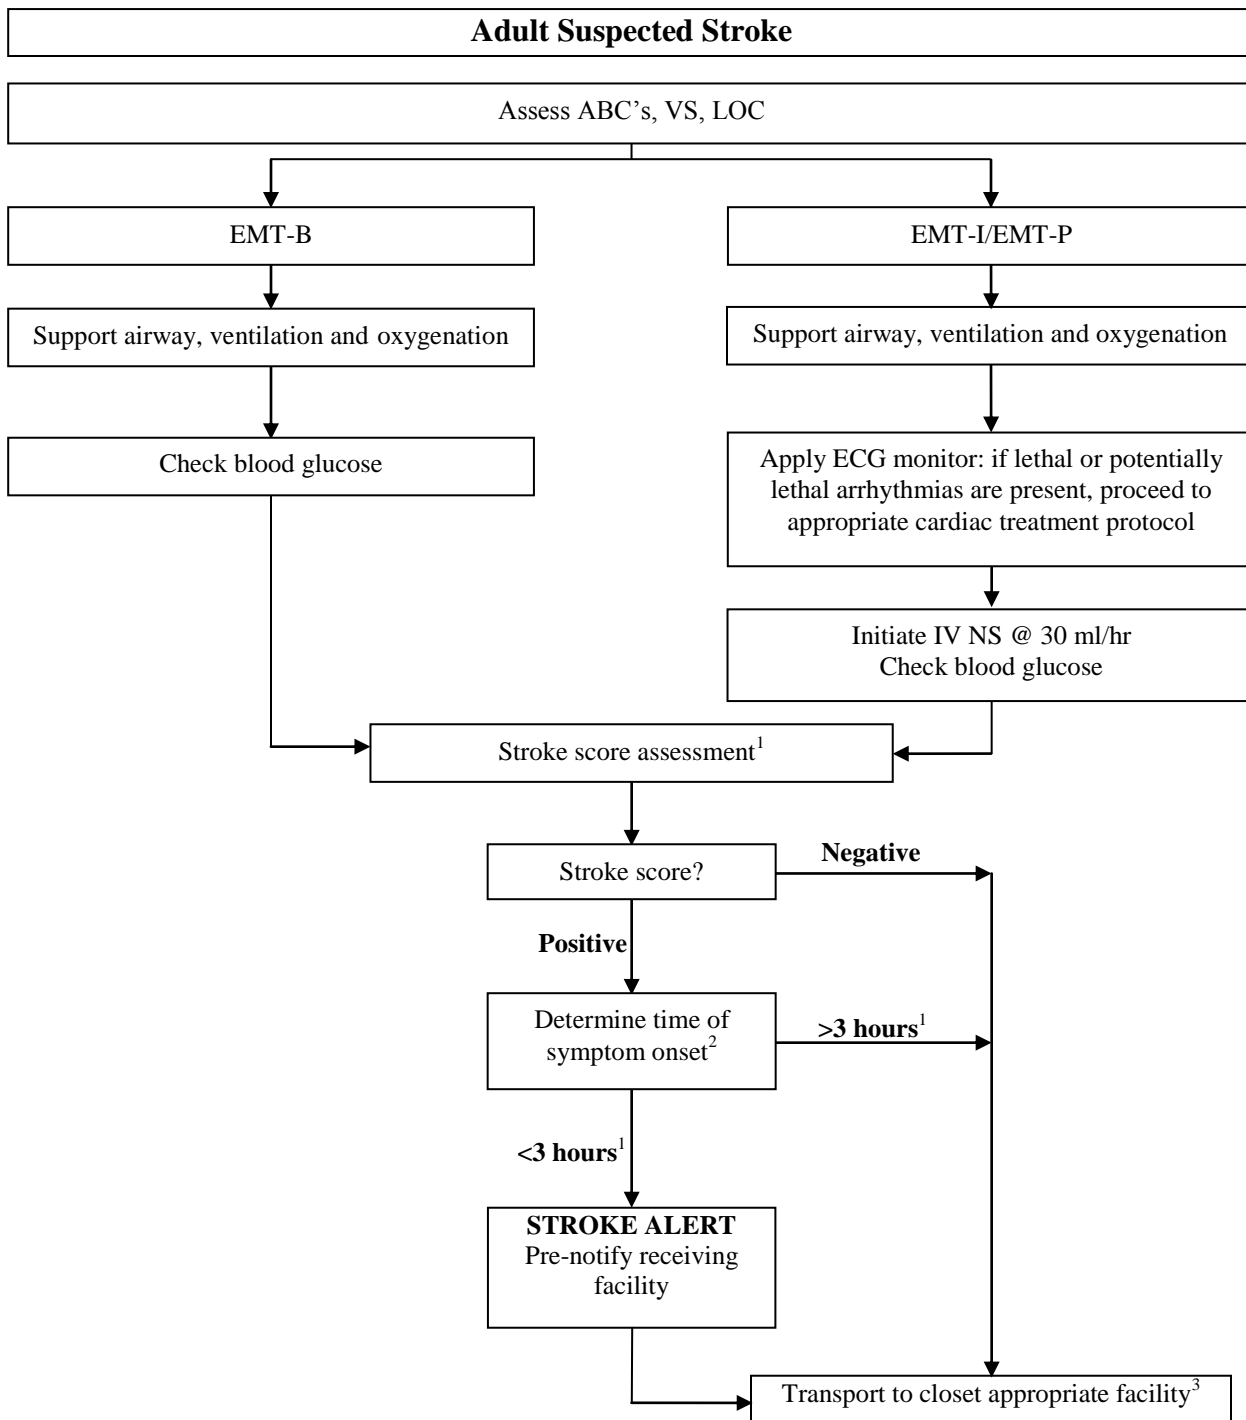 Adult Suspected Stroke
Assess ABC’s, VS, LOC
EMT-B
EMT-I/EMT-P
Support airway, ventilation and oxygenation
Support airway, ventilation and oxygenation
Check blood glucose
Apply ECG monitor: if lethal or potentially
lethal arrhythmias are present, proceed to
appropriate cardiac treatment protocol
Initiate IV NS @ 30 ml/hr
Check blood glucose
Stroke score assessment1
Stroke score?
Negative
Positive
Determine time of
symptom onset2
>3 hours1
<3 hours1
STROKE ALERT
Pre-notify receiving
facility
Transport to closet appropriate facility3